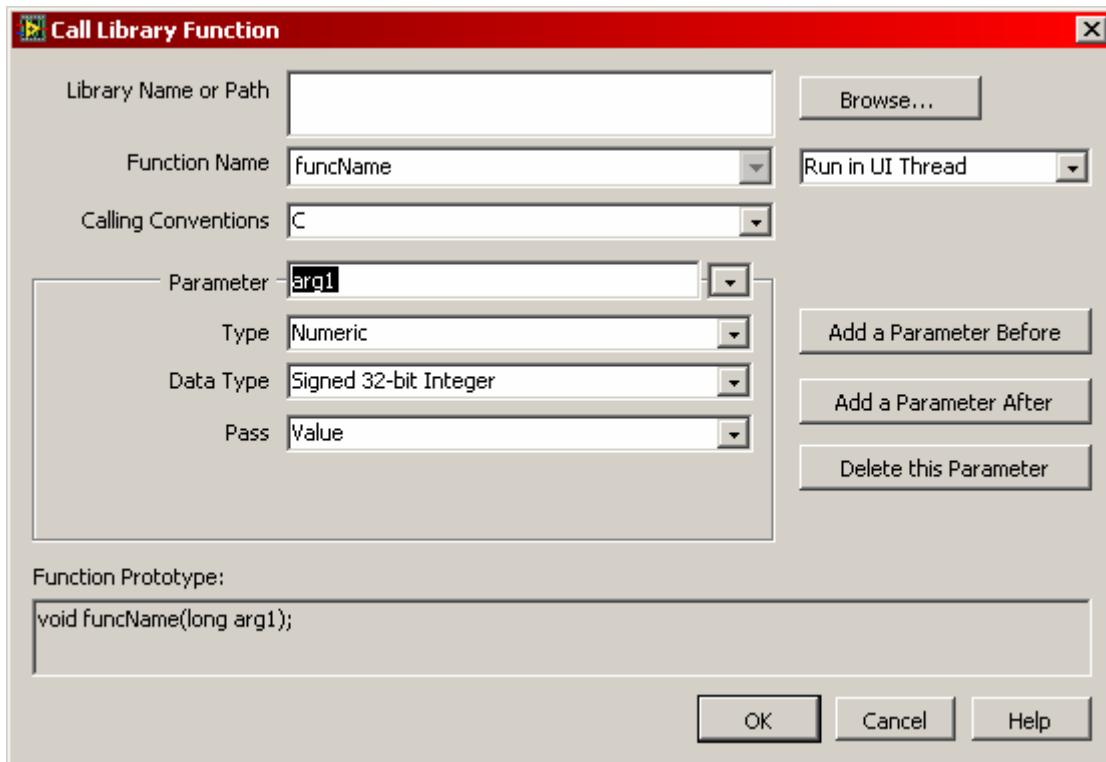 Call Library Function
Library Name or Path
Browse...
Function Name funcName Run in UI Thread
Calling Conventions C
Parameter arg1
Type Numeric Add a Parameter Before
Data Type Signed 32-bit Integer Add a Parameter After
Pass Value Delete this Parameter
Function Prototype:
void funcName(long arg1);
OK Cancel Help